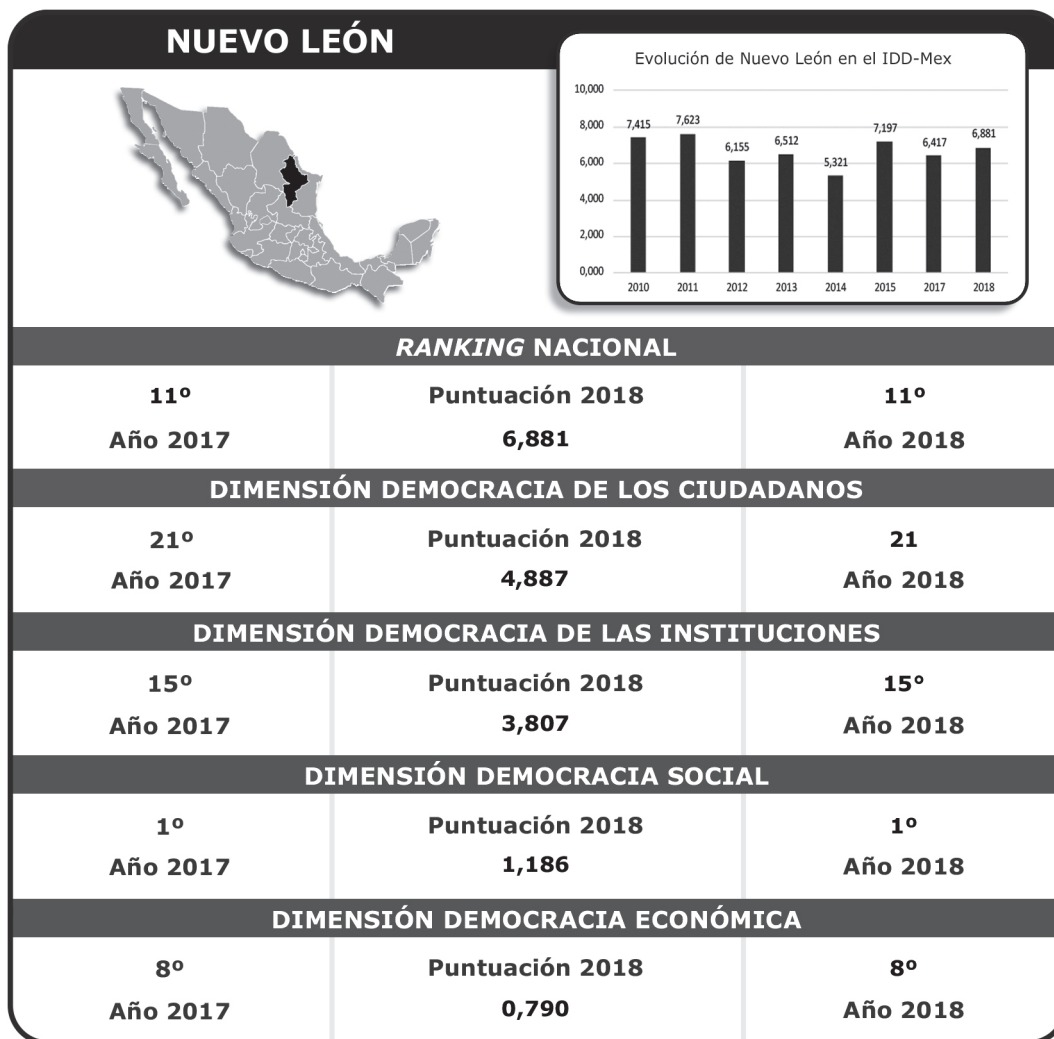 NUEVO LEÓN
Evolución de Nuevo León en el IDD-Mex
10,000
8,000
6,000
4,000
2,000
0,000
7,415
7,623
6,155
6,512
5,321
7,197
6,417
6,881
2010 2011 2012 2013 2014 2015 2017 2018
RANKING NACIONAL
11º Puntuación 2018 11º
Año 2017 6,881 Año 2018
DIMENSIÓN DEMOCRACIA DE LOS CIUDADANOS
21º Puntuación 2018 21
Año 2017 4,887 Año 2018
DIMENSIÓN DEMOCRACIA DE LAS INSTITUCIONES
15º Puntuación 2018 15°
Año 2017 3,807 Año 2018
DIMENSIÓN DEMOCRACIA SOCIAL
1º Puntuación 2018 1º
Año 2017 1,186 Año 2018
DIMENSIÓN DEMOCRACIA ECONÓMICA
8º Puntuación 2018 8º
Año 2017 0,790 Año 2018